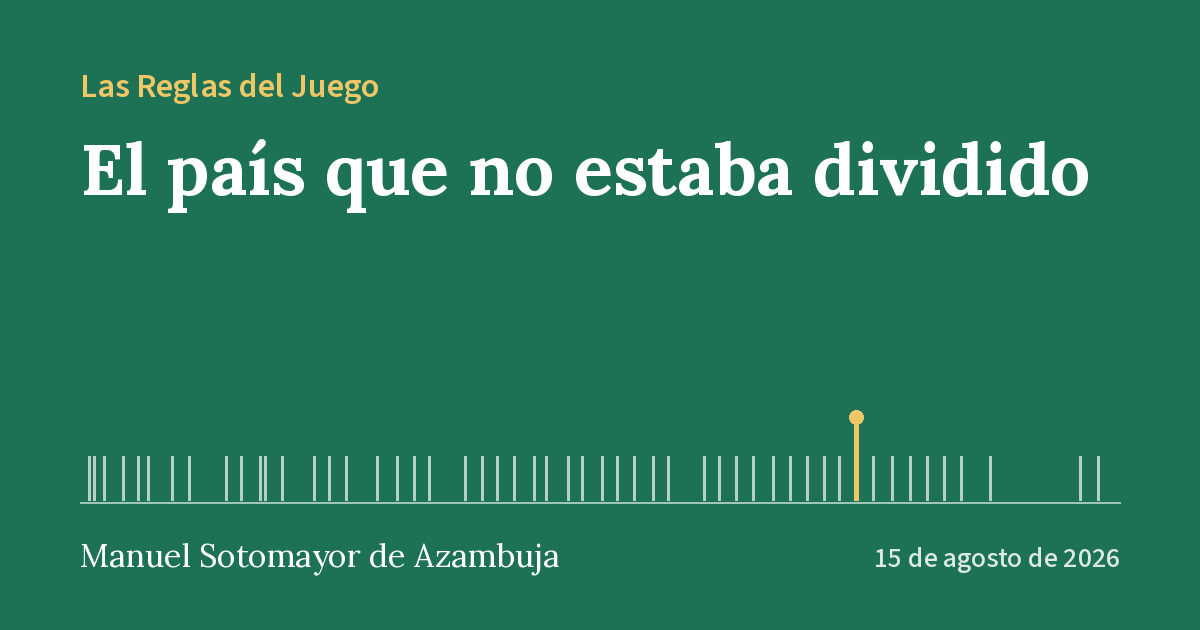 Las Reglas del Juego
El país que no estaba dividido
Manuel Sotomayor de Azambuja
15 de agosto de 2026